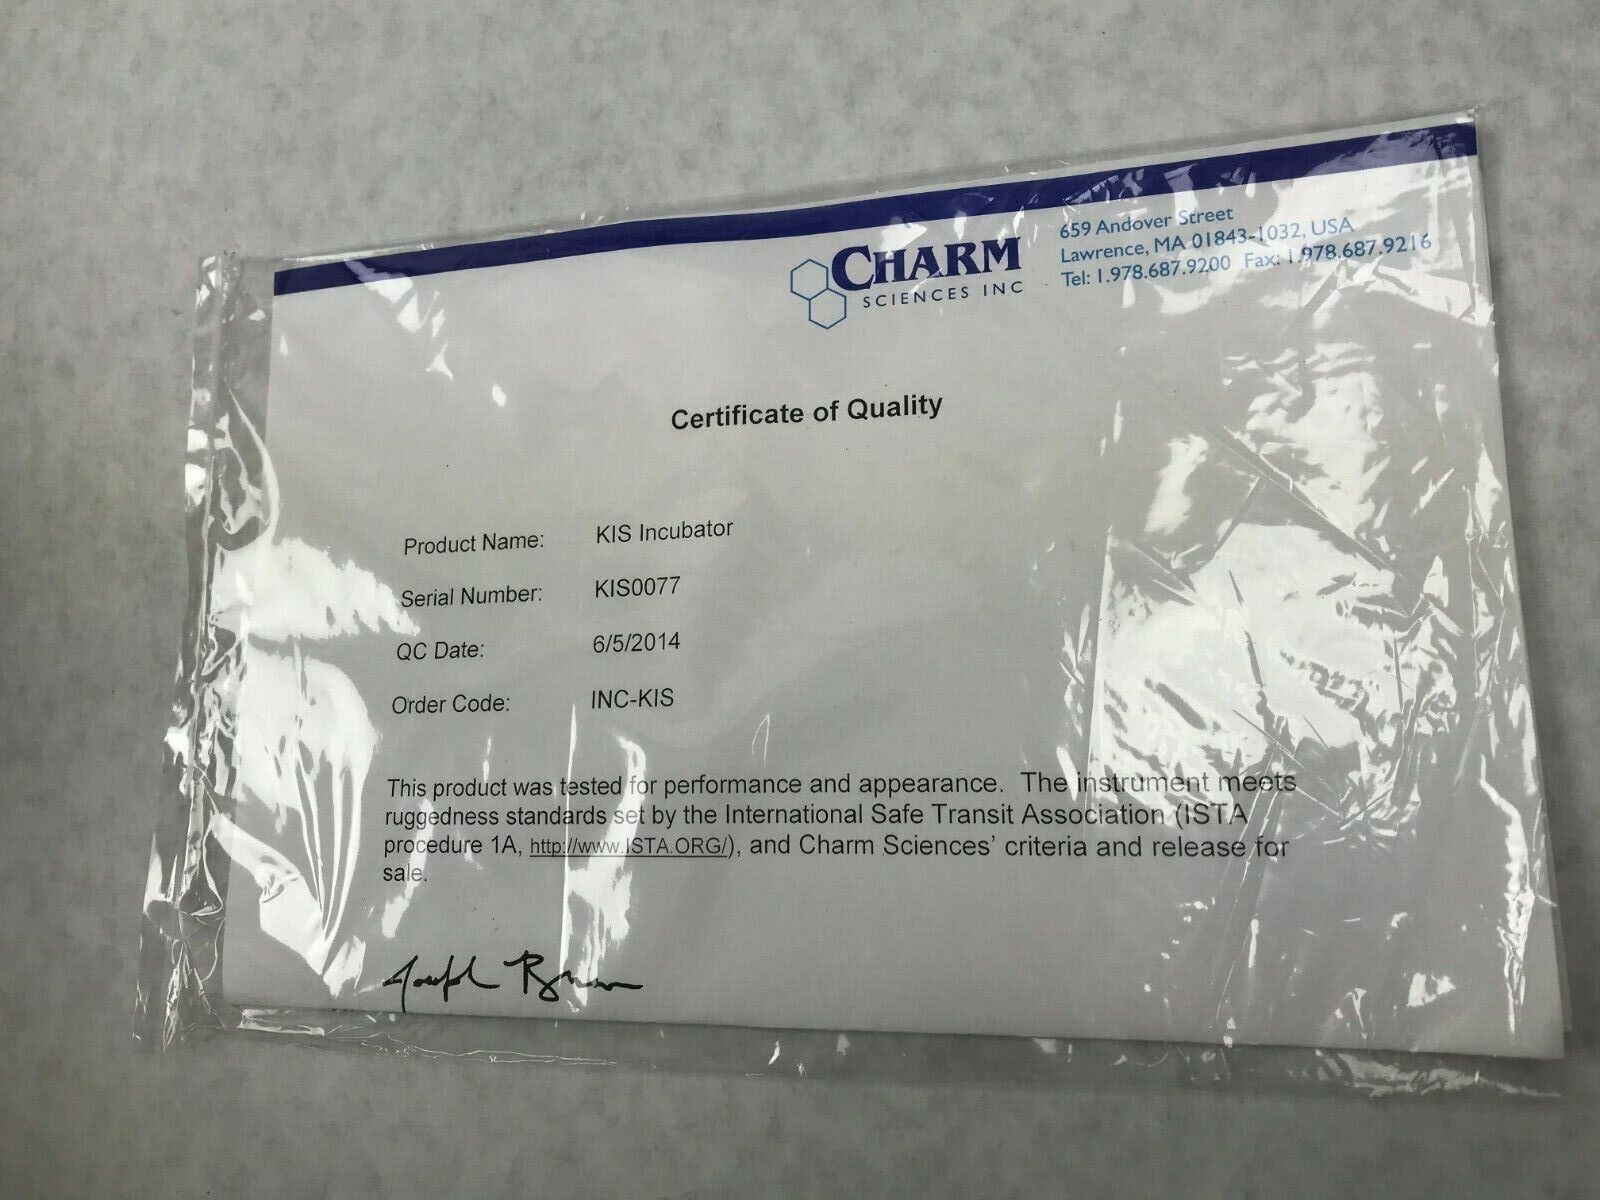 CHARM
SCIENCES INC
659 Andover Street
Lawrence, MA 01843-1032, USA
Tel: 1.978.687.9200 Fax: 1.978.687.9216
Certificate of Quality
Product Name: KIS Incubator
Serial Number: KIS0077
QC Date: 6/5/2014
Order Code: INC-KIS
This product was tested for performance and appearance. The instrument meets
ruggedness standards set by the International Safe Transit Association (ISTA
procedure 1A, http://www.ISTA.ORG/), and Charm Sciences' criteria and release for
sale.
Joseph